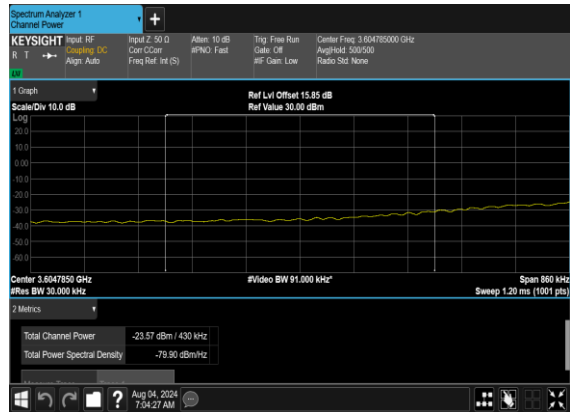 Spectrum Analyzer 1
Channel Power
+
KEYSIGHT
R T
LXI
Input: RF
Coupling: DC
Align: Auto
Input Z: 50 Ω
Corr CCorr
Freq Ref: Int (S)
Atten: 10 dB
#PNO: Fast
Trig: Free Run
Gate: Off
#IF Gain: Low
Center Freq: 3.604785000 GHz
Avg|Hold: 500/500
Radio Std: None
1 Graph
Scale/Div 10.0 dB
Ref Lvl Offset 15.85 dB
Ref Value 30.00 dBm
Log
20.0
10.0
0.00
-10.0
-20.0
-30.0
-40.0
-50.0
-60.0
Center 3.6047850 GHz
#Res BW 30.000 kHz
#Video BW 91.000 kHz*
Span 860 kHz
Sweep 1.20 ms (1001 pts)
2 Metrics
Total Channel Power -23.57 dBm / 430 kHz
Total Power Spectral Density -79.90 dBm/Hz
?
Aug 04, 2024
7:04:27 AM